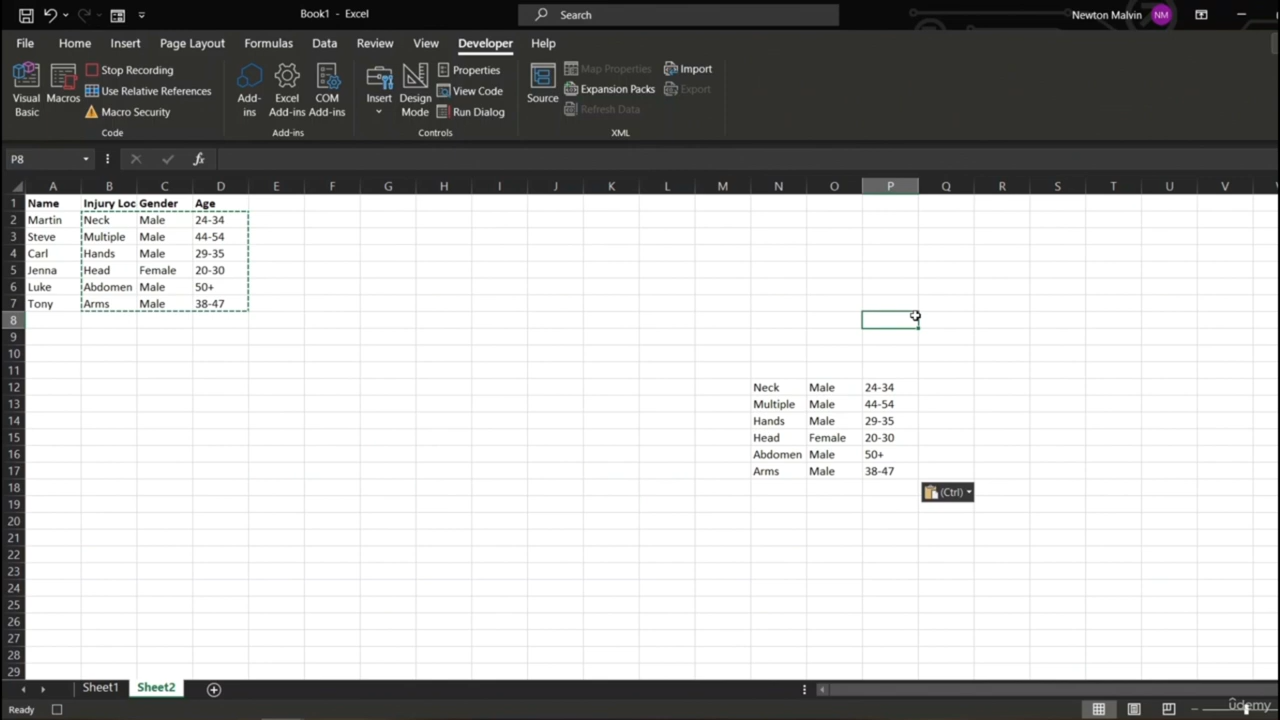 Book1 - Excel
Search
Newton Malvin NM
File Home Insert Page Layout Formulas Data Review View Developer Help
Visual Basic
Macros
Stop Recording
Use Relative References
Macro Security
Code
Add-ins
Excel Add-ins
COM Add-ins
Add-ins
Insert
Design Mode
Properties
View Code
Run Dialog
Controls
Source
Map Properties
Expansion Packs
Refresh Data
Import
Export
XML
P8 fx
A B C D E F G H I J K L M N O P Q R S T U V
1 Name Injury Loc Gender Age
2 Martin Neck Male 24-34
3 Steve Multiple Male 44-54
4 Carl Hands Male 29-35
5 Jenna Head Female 20-30
6 Luke Abdomen Male 50+
7 Tony Arms Male 38-47
8
9
10
11
12 Neck Male 24-34
13 Multiple Male 44-54
14 Hands Male 29-35
15 Head Female 20-30
16 Abdomen Male 50+
17 Arms Male 38-47
18 (Ctrl)
19
20
21
22
23
24
25
26
27
28
29
Sheet1 Sheet2
Ready
ûdemy